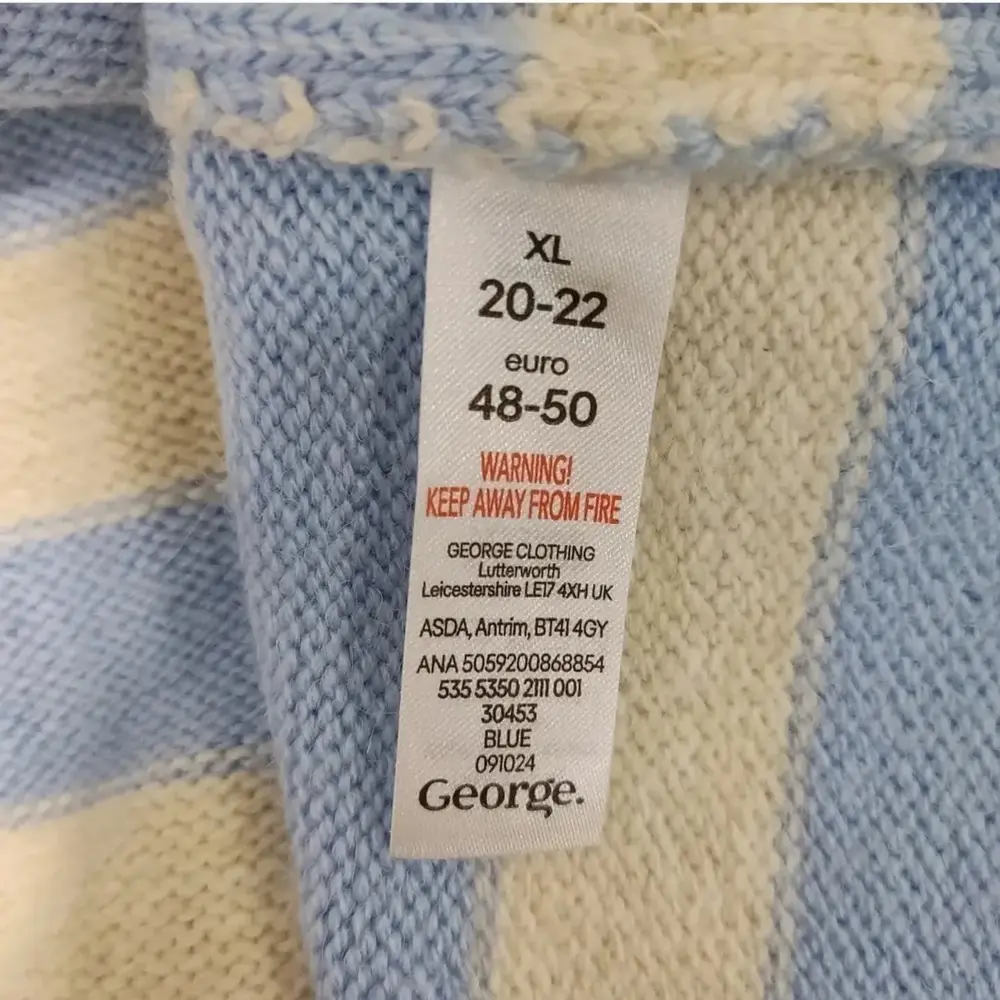 XL
20-22
euro
48-50
WARNING!
KEEP AWAY FROM FIRE
GEORGE CLOTHING
Lutterworth
Leicestershire LE17 4XH UK
ASDA, Antrim, BT41 4GY
ANA 5059200868854
535 5350 2111 001
30453
BLUE
091024
George.